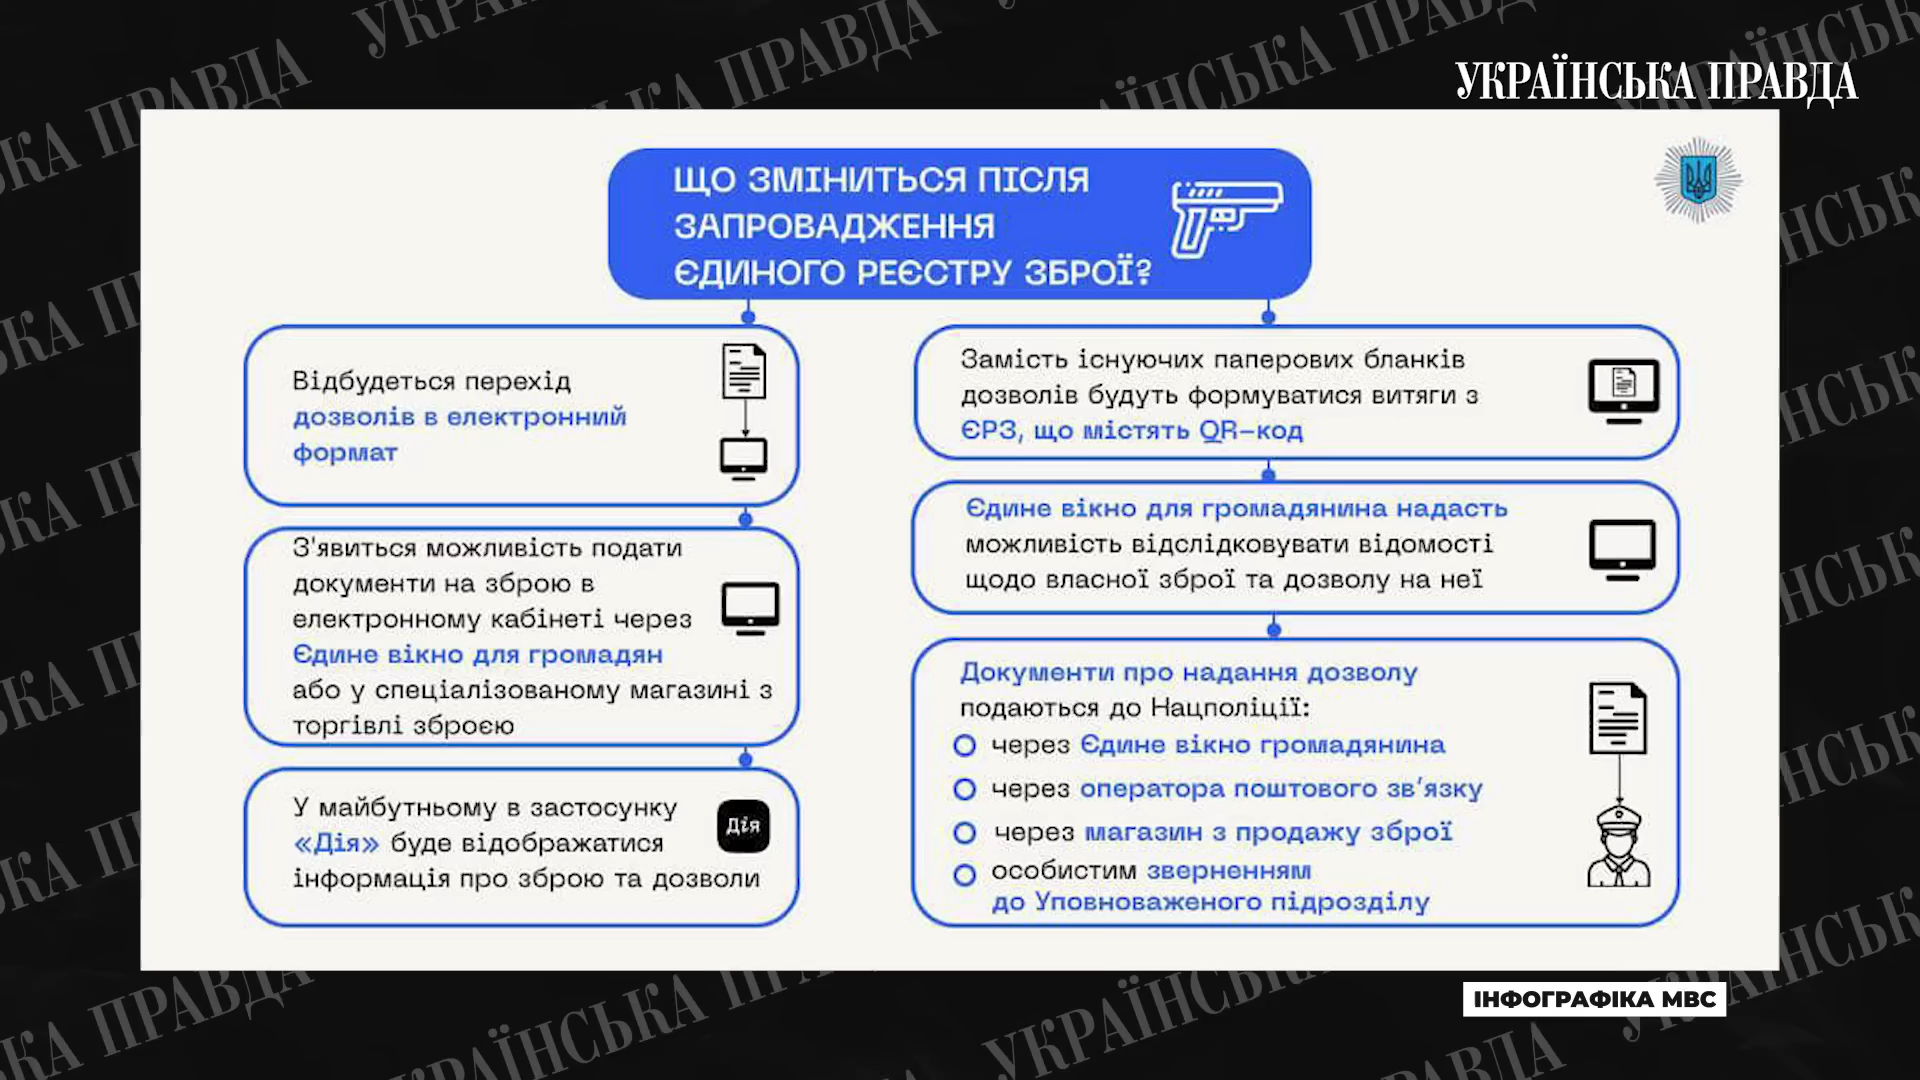 УКРАЇНСЬКА ПРАВДА
ЩО ЗМІНИТЬСЯ ПІСЛЯ
ЗАПРОВАДЖЕННЯ
ЄДИНОГО РЕЄСТРУ ЗБРОЇ?
Відбудеться перехід
дозволів в електронний
формат
З'явиться можливість подати
документи на зброю в
електронному кабінеті через
Єдине вікно для громадян
або у спеціалізованому магазині з
торгівлі зброєю
У майбутньому в застосунку
«Дія» буде відображатися
інформація про зброю та дозволи
Дія
Замість існуючих паперових бланків
дозволів будуть формуватися витяги з
ЄРЗ, що містять QR-код
Єдине вікно для громадянина надасть
можливість відслідковувати відомості
щодо власної зброї та дозволу на неї
Документи про надання дозволу
подаються до Нацполіції:
через Єдине вікно громадянина
через оператора поштового зв’язку
через магазин з продажу зброї
особистим зверненням
до Уповноваженого підрозділу
ІНФОГРАФІКА МВС